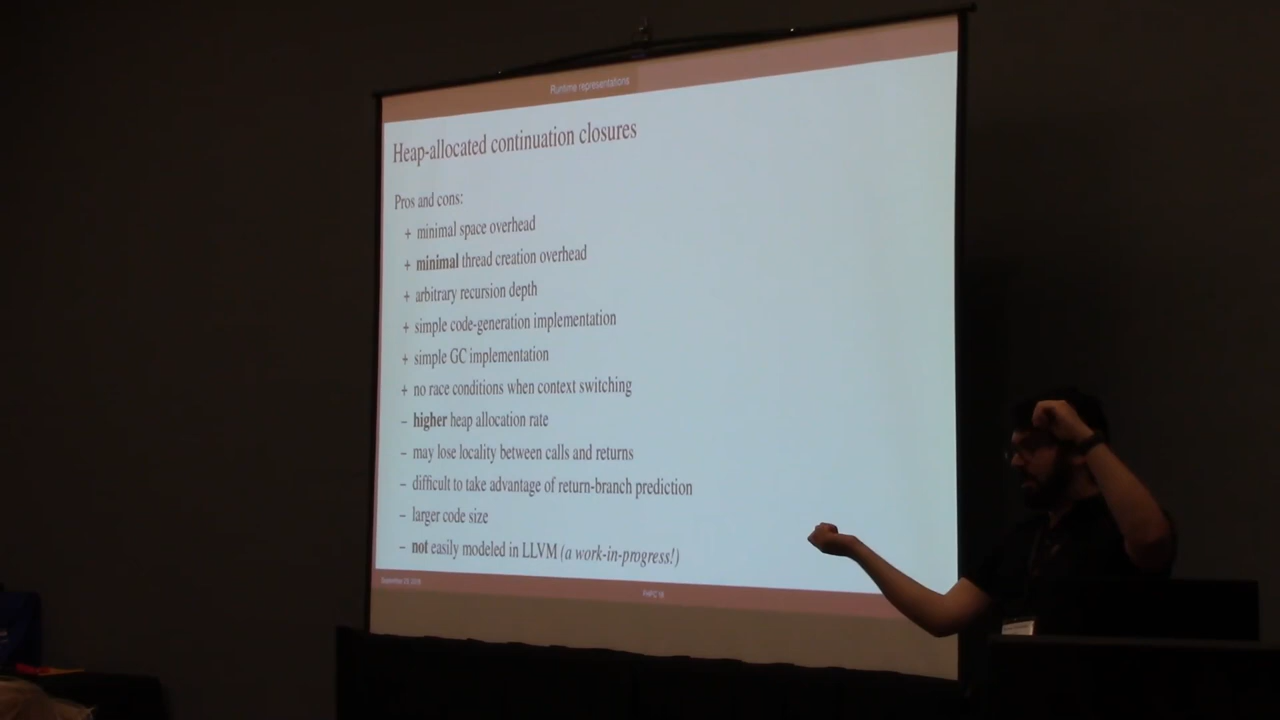 Runtime representations
Heap-allocated continuation closures
Pros and cons:
+ minimal space overhead
+ minimal thread creation overhead
+ arbitrary recursion depth
+ simple code-generation implementation
+ simple GC implementation
+ no race conditions when context switching
– higher heap allocation rate
– may lose locality between calls and returns
– difficult to take advantage of return-branch prediction
– larger code size
– not easily modeled in LLVM (a work-in-progress!)